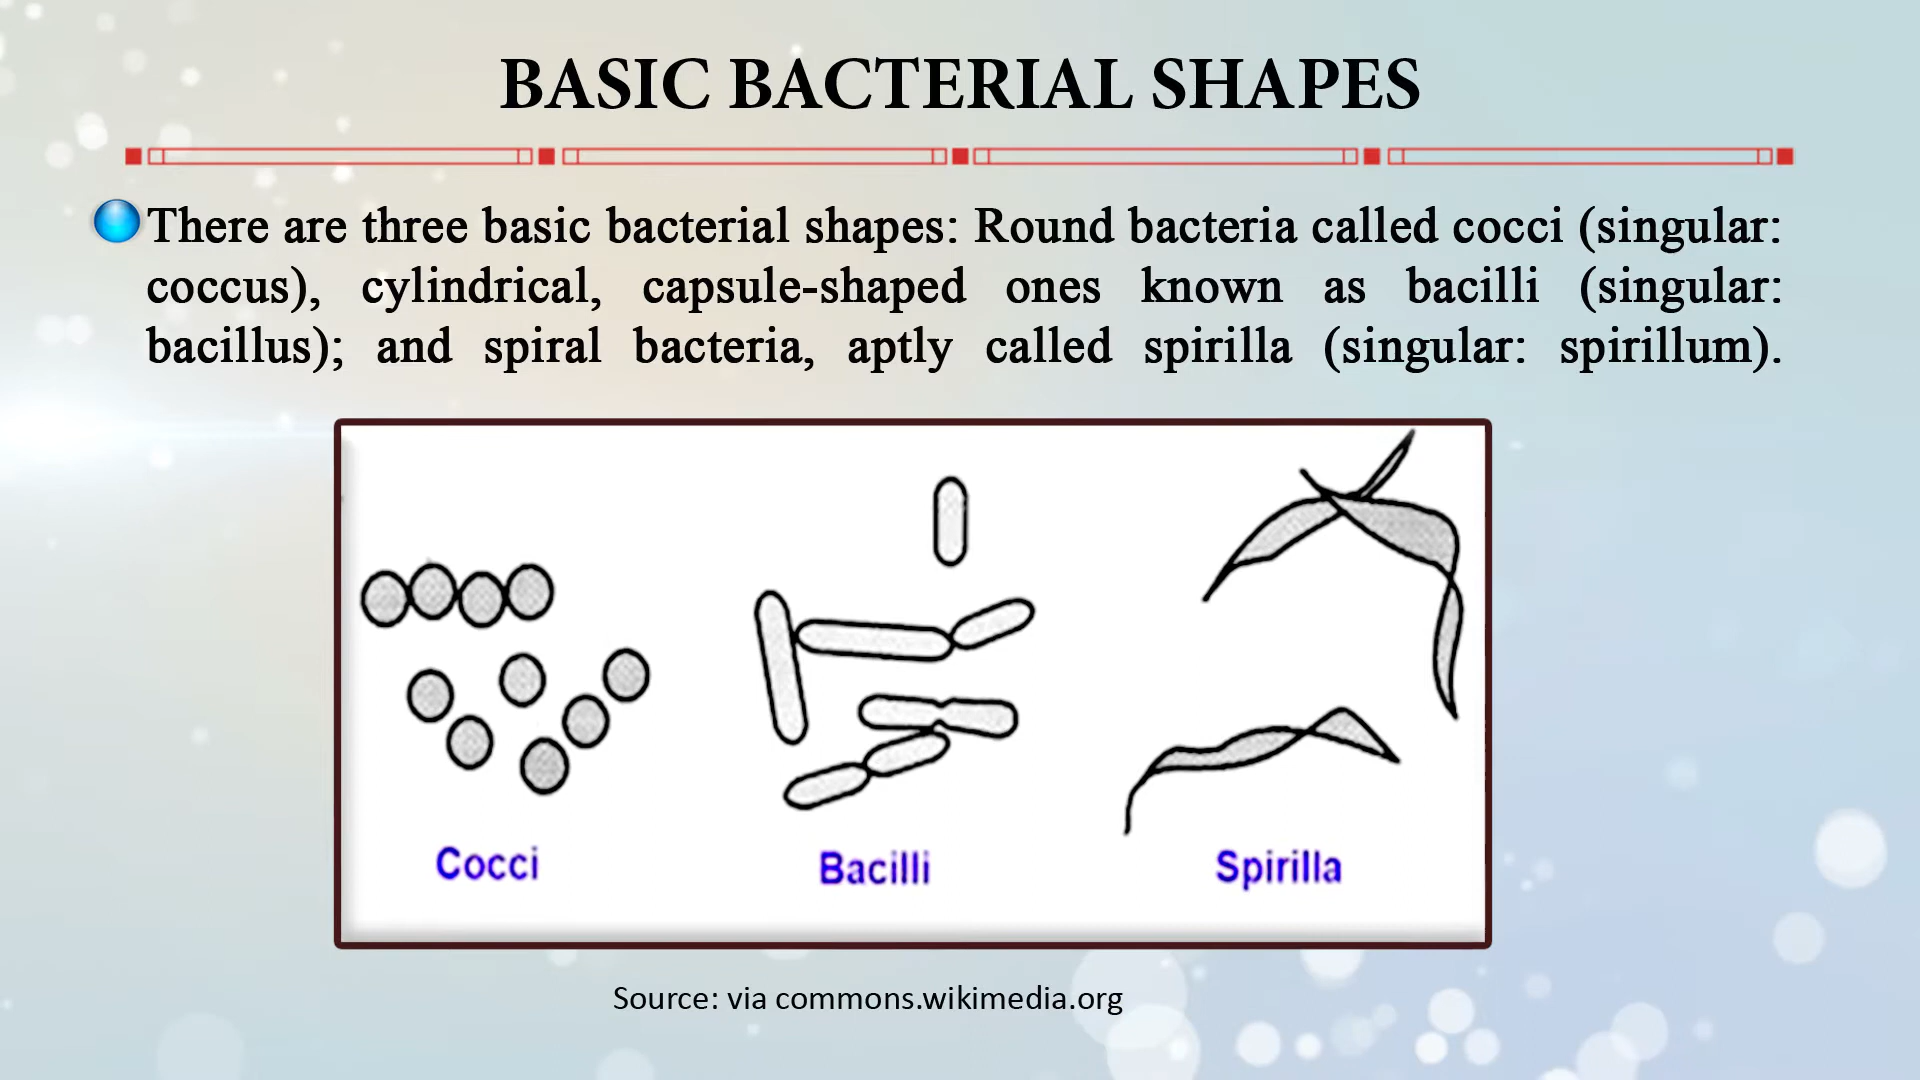 BASIC BACTERIAL SHAPES
There are three basic bacterial shapes: Round bacteria called cocci (singular:
coccus), cylindrical, capsule-shaped ones known as bacilli (singular:
bacillus); and spiral bacteria, aptly called spirilla (singular: spirillum).
Cocci
Bacilli
Spirilla
Source: via commons.wikimedia.org